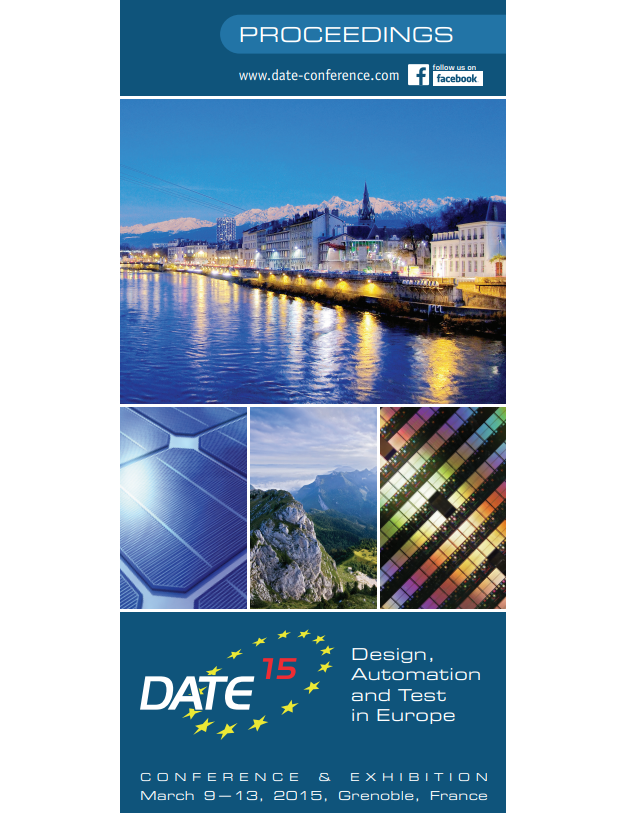 PROCEEDINGS
www.date-conference.com
follow us on
facebook
DATE 15
Design,
Automation
and Test
in Europe
CONFERENCE & EXHIBITION
March 9–13, 2015, Grenoble, France